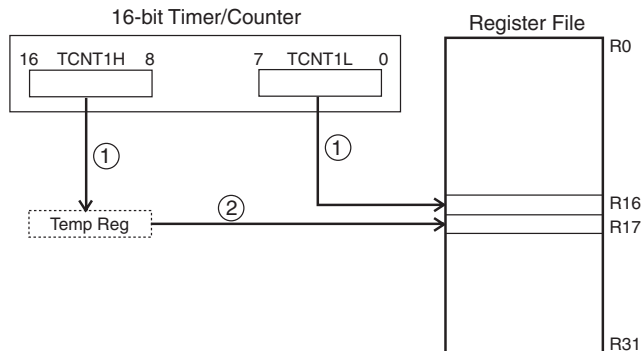 16-bit Timer/Counter
Register File
16 TCNT1H 8
7 TCNT1L 0
R0
1
1
2
Temp Reg
R16
R17
R31